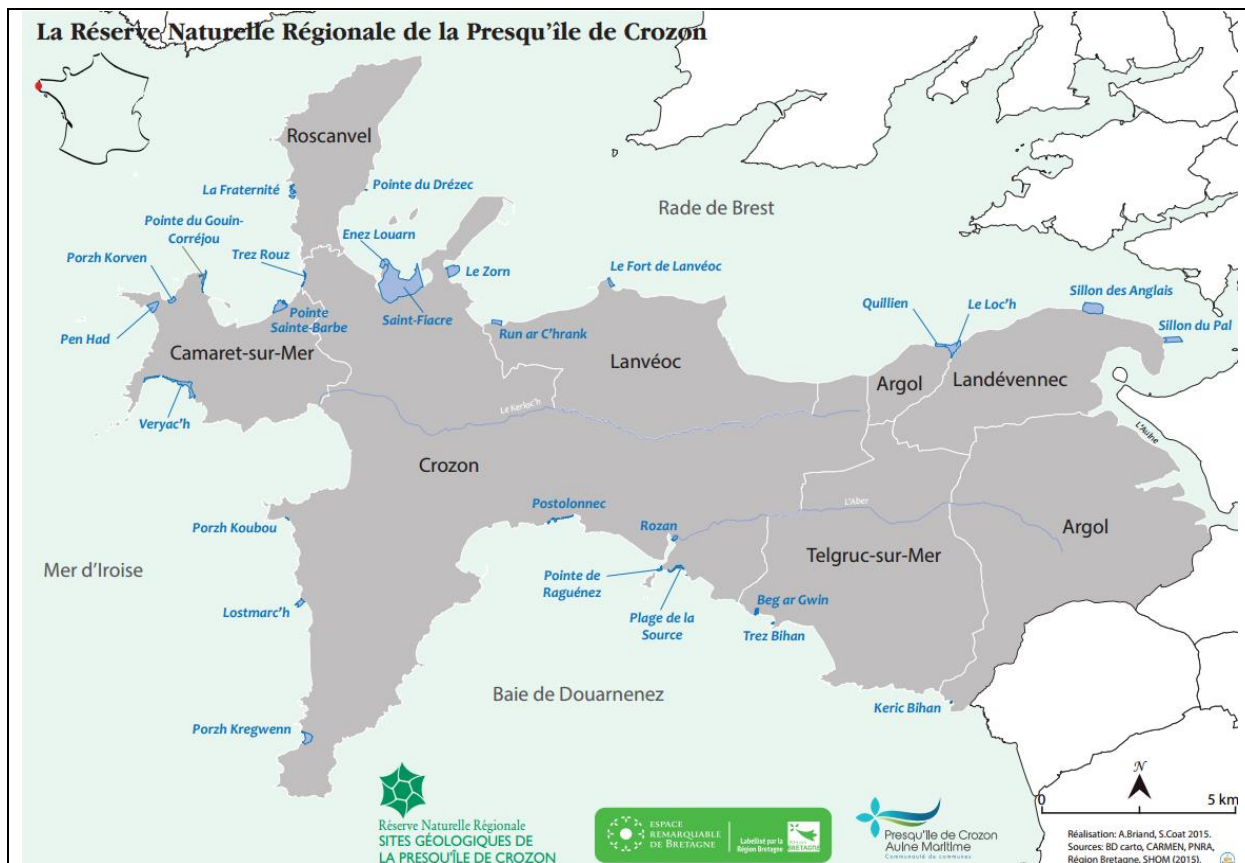 La Réserve Naturelle Régionale de la Presqu'île de Crozon
Roscanvel
La Fraternité
Pointe du Drézec
Rade de Brest
Pointe du Gouin-
Corréjou
Enez Louarn
Porzh Korven
Trez Rouz
Le Zorn
Le Fort de Lanvéoc
Quillien
Le Loc'h
Sillon des Anglais
Pen Had
Pointe
Sainte-Barbe
Saint-Fiacre
Run ar C'hrank
Sillon du Pal
Camaret-sur-Mer
Lanvéoc
Argol
Landévennec
Veryac'h
Le Kerloc'h
L'Aulne
Crozon
Postolonnec
L'Aber
Porzh Koubou
Rozan
Argol
Telgruc-sur-Mer
Mer d'Iroise
Pointe de
Raguénez
Lostmarc'h
Plage de la
Source
Beg ar Gwin
Trez Bihan
Baie de Douarnenez
Keric Bihan
Porzh Kregwenn
N
0 5 km
Réserve Naturelle Régionale
SITES GÉOLOGIQUES DE
LA PRESQU'ÎLE DE CROZON
ESPACE
REMARQUABLE
DE BRETAGNE
Labellisé par la
Région Bretagne
BRETAGNE
Presqu'île de Crozon
Aulne Maritime
Communauté de communes
Réalisation: A.Briand, S.Coat 2015.
Sources: BD carto, CARMEN, PNRA,
Région Bretagne, SHOM (2015).